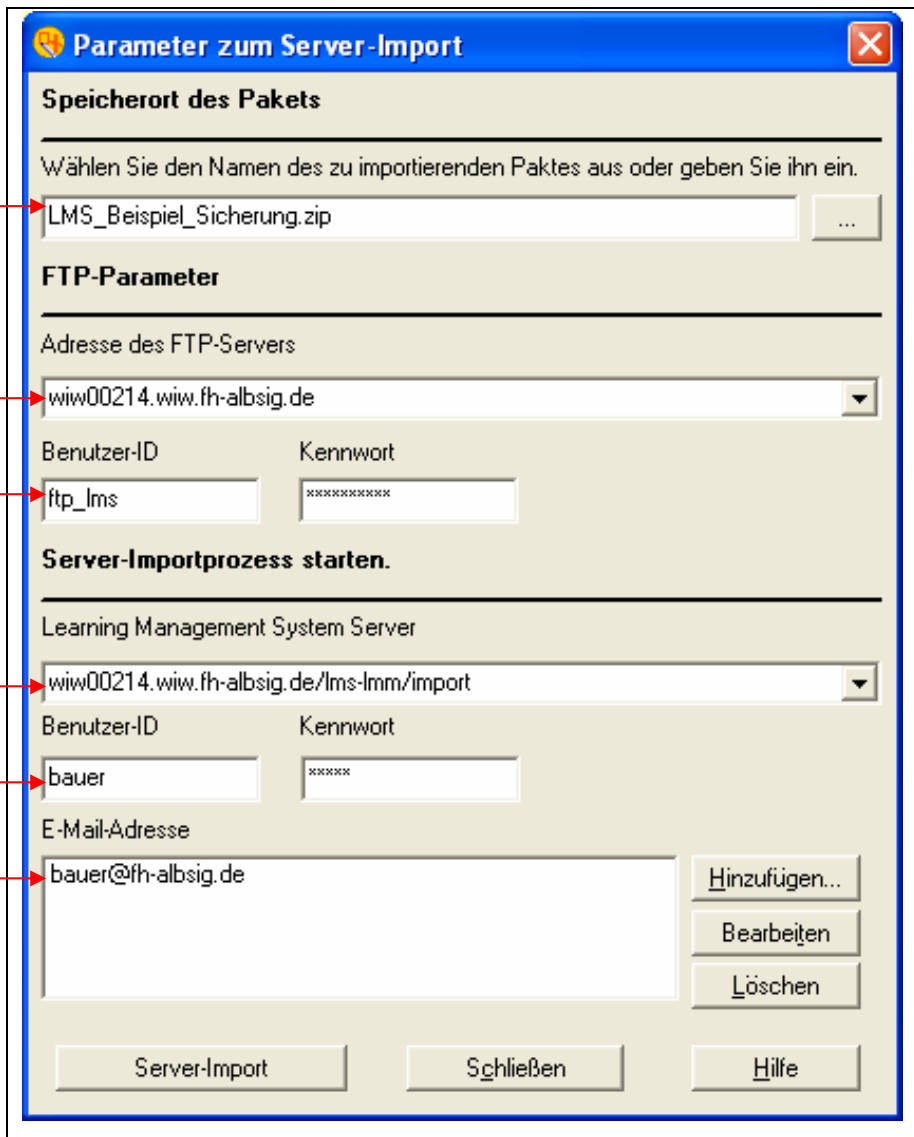 Parameter zum Server-Import
Speicherort des Pakets
Wählen Sie den Namen des zu importierenden Paktes aus oder geben Sie ihn ein.
LMS_Beispiel_Sicherung.zip
...
FTP-Parameter
Adresse des FTP-Servers
wiw00214.wiw.fh-albsig.de
Benutzer-ID Kennwort
ftp_lms **********
Server-Importprozess starten.
Learning Management System Server
wiw00214.wiw.fh-albsig.de/lms-lmm/import
Benutzer-ID Kennwort
bauer *****
E-Mail-Adresse
bauer@fh-albsig.de
Hinzufügen...
Bearbeiten
Löschen
Server-Import Schließen Hilfe